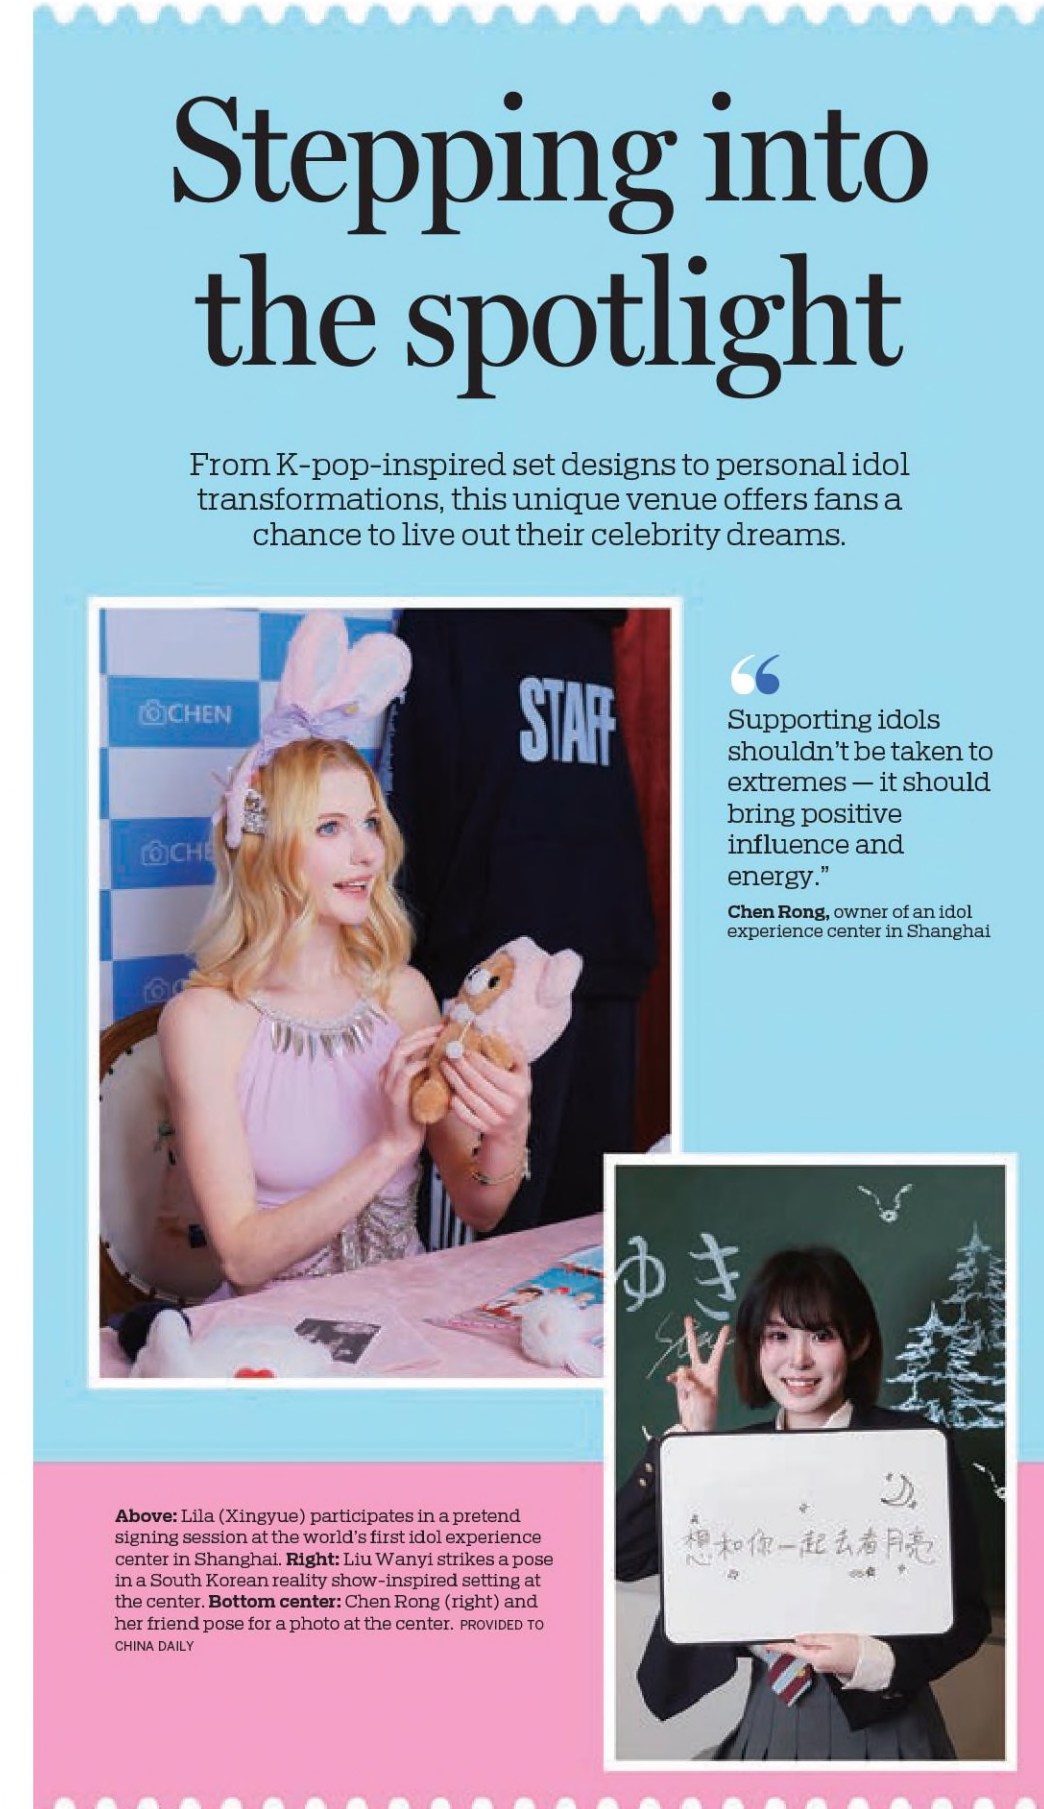 Stepping into
the spotlight
From K-pop-inspired set designs to personal idol
transformations, this unique venue offers fans a
chance to live out their celebrity dreams.
CHEN
STAFF
CHE
“
Supporting idols
shouldn't be taken to
extremes — it should
bring positive
influence and
energy.”
Chen Rong, owner of an idol
experience center in Shanghai
ゆき
想和你一起去看月亮
Above: Lila (Xingyue) participates in a pretend
signing session at the world's first idol experience
center in Shanghai. Right: Liu Wanyi strikes a pose
in a South Korean reality show-inspired setting at
the center. Bottom center: Chen Rong (right) and
her friend pose for a photo at the center. PROVIDED TO
CHINA DAILY